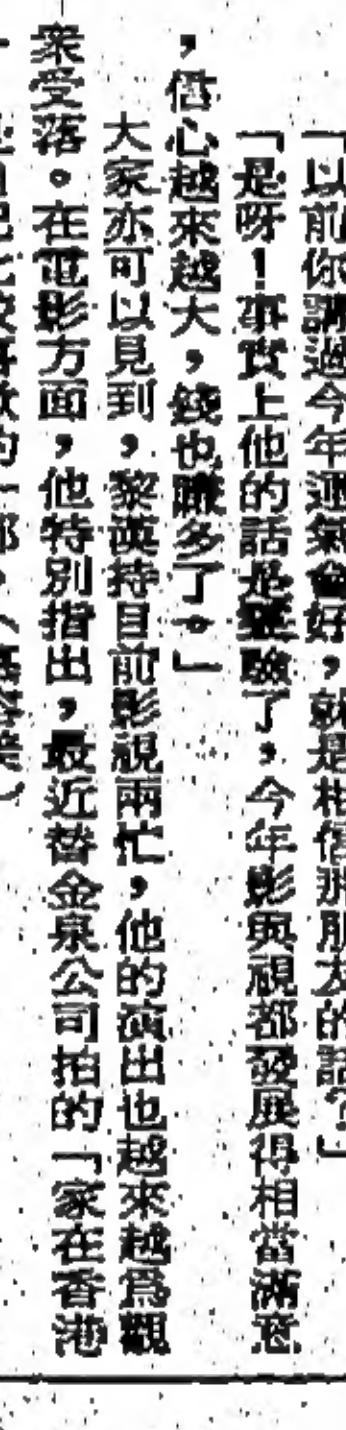 「以前你講過今年運氣會好，就是相信那朋友的話？」
「是呀！事實上他的話是靈驗了，今年影與視都發展得相當滿意
，信心越來越大，錢也賺多了。」
大家亦可以見到，黎漢持目前影視兩忙，他的演出也越來越爲觀
衆受落。在電影方面，他特別指出，最近替金泉公司拍的「家在香港